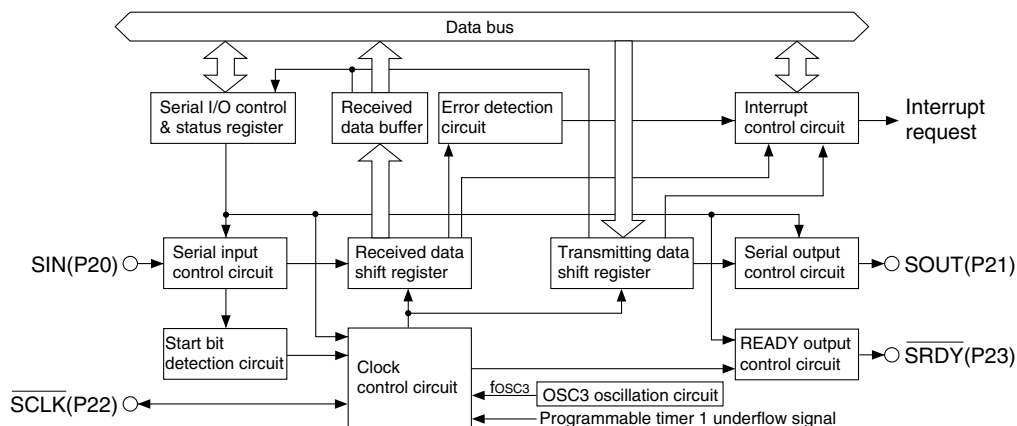 Data bus
Serial I/O control
& status register
Received
data buffer
Error detection
circuit
Interrupt
control circuit
Interrupt
request
SIN(P20)
Serial input
control circuit
Received data
shift register
Transmitting data
shift register
Serial output
control circuit
SOUT(P21)
Start bit
detection circuit
Clock
control circuit
READY output
control circuit
SRDY(P23)
SCLK(P22)
fOSC3
OSC3 oscillation circuit
Programmable timer 1 underflow signal